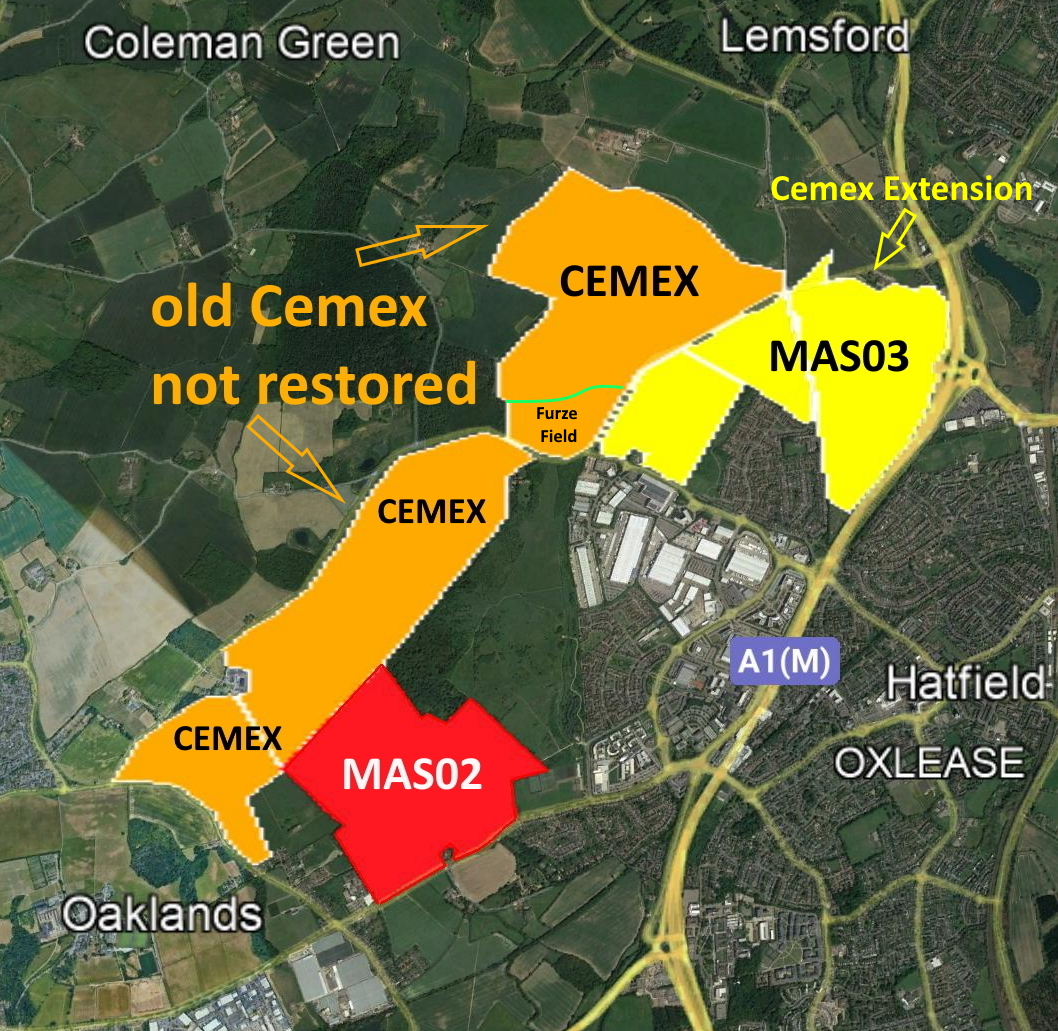 Coleman Green
Lemsford
Cemex Extension
CEMEX
old Cemex
not restored
MAS03
Furze
Field
CEMEX
A1(M)
Hatfield
CEMEX
MAS02
OXLEASE
Oaklands